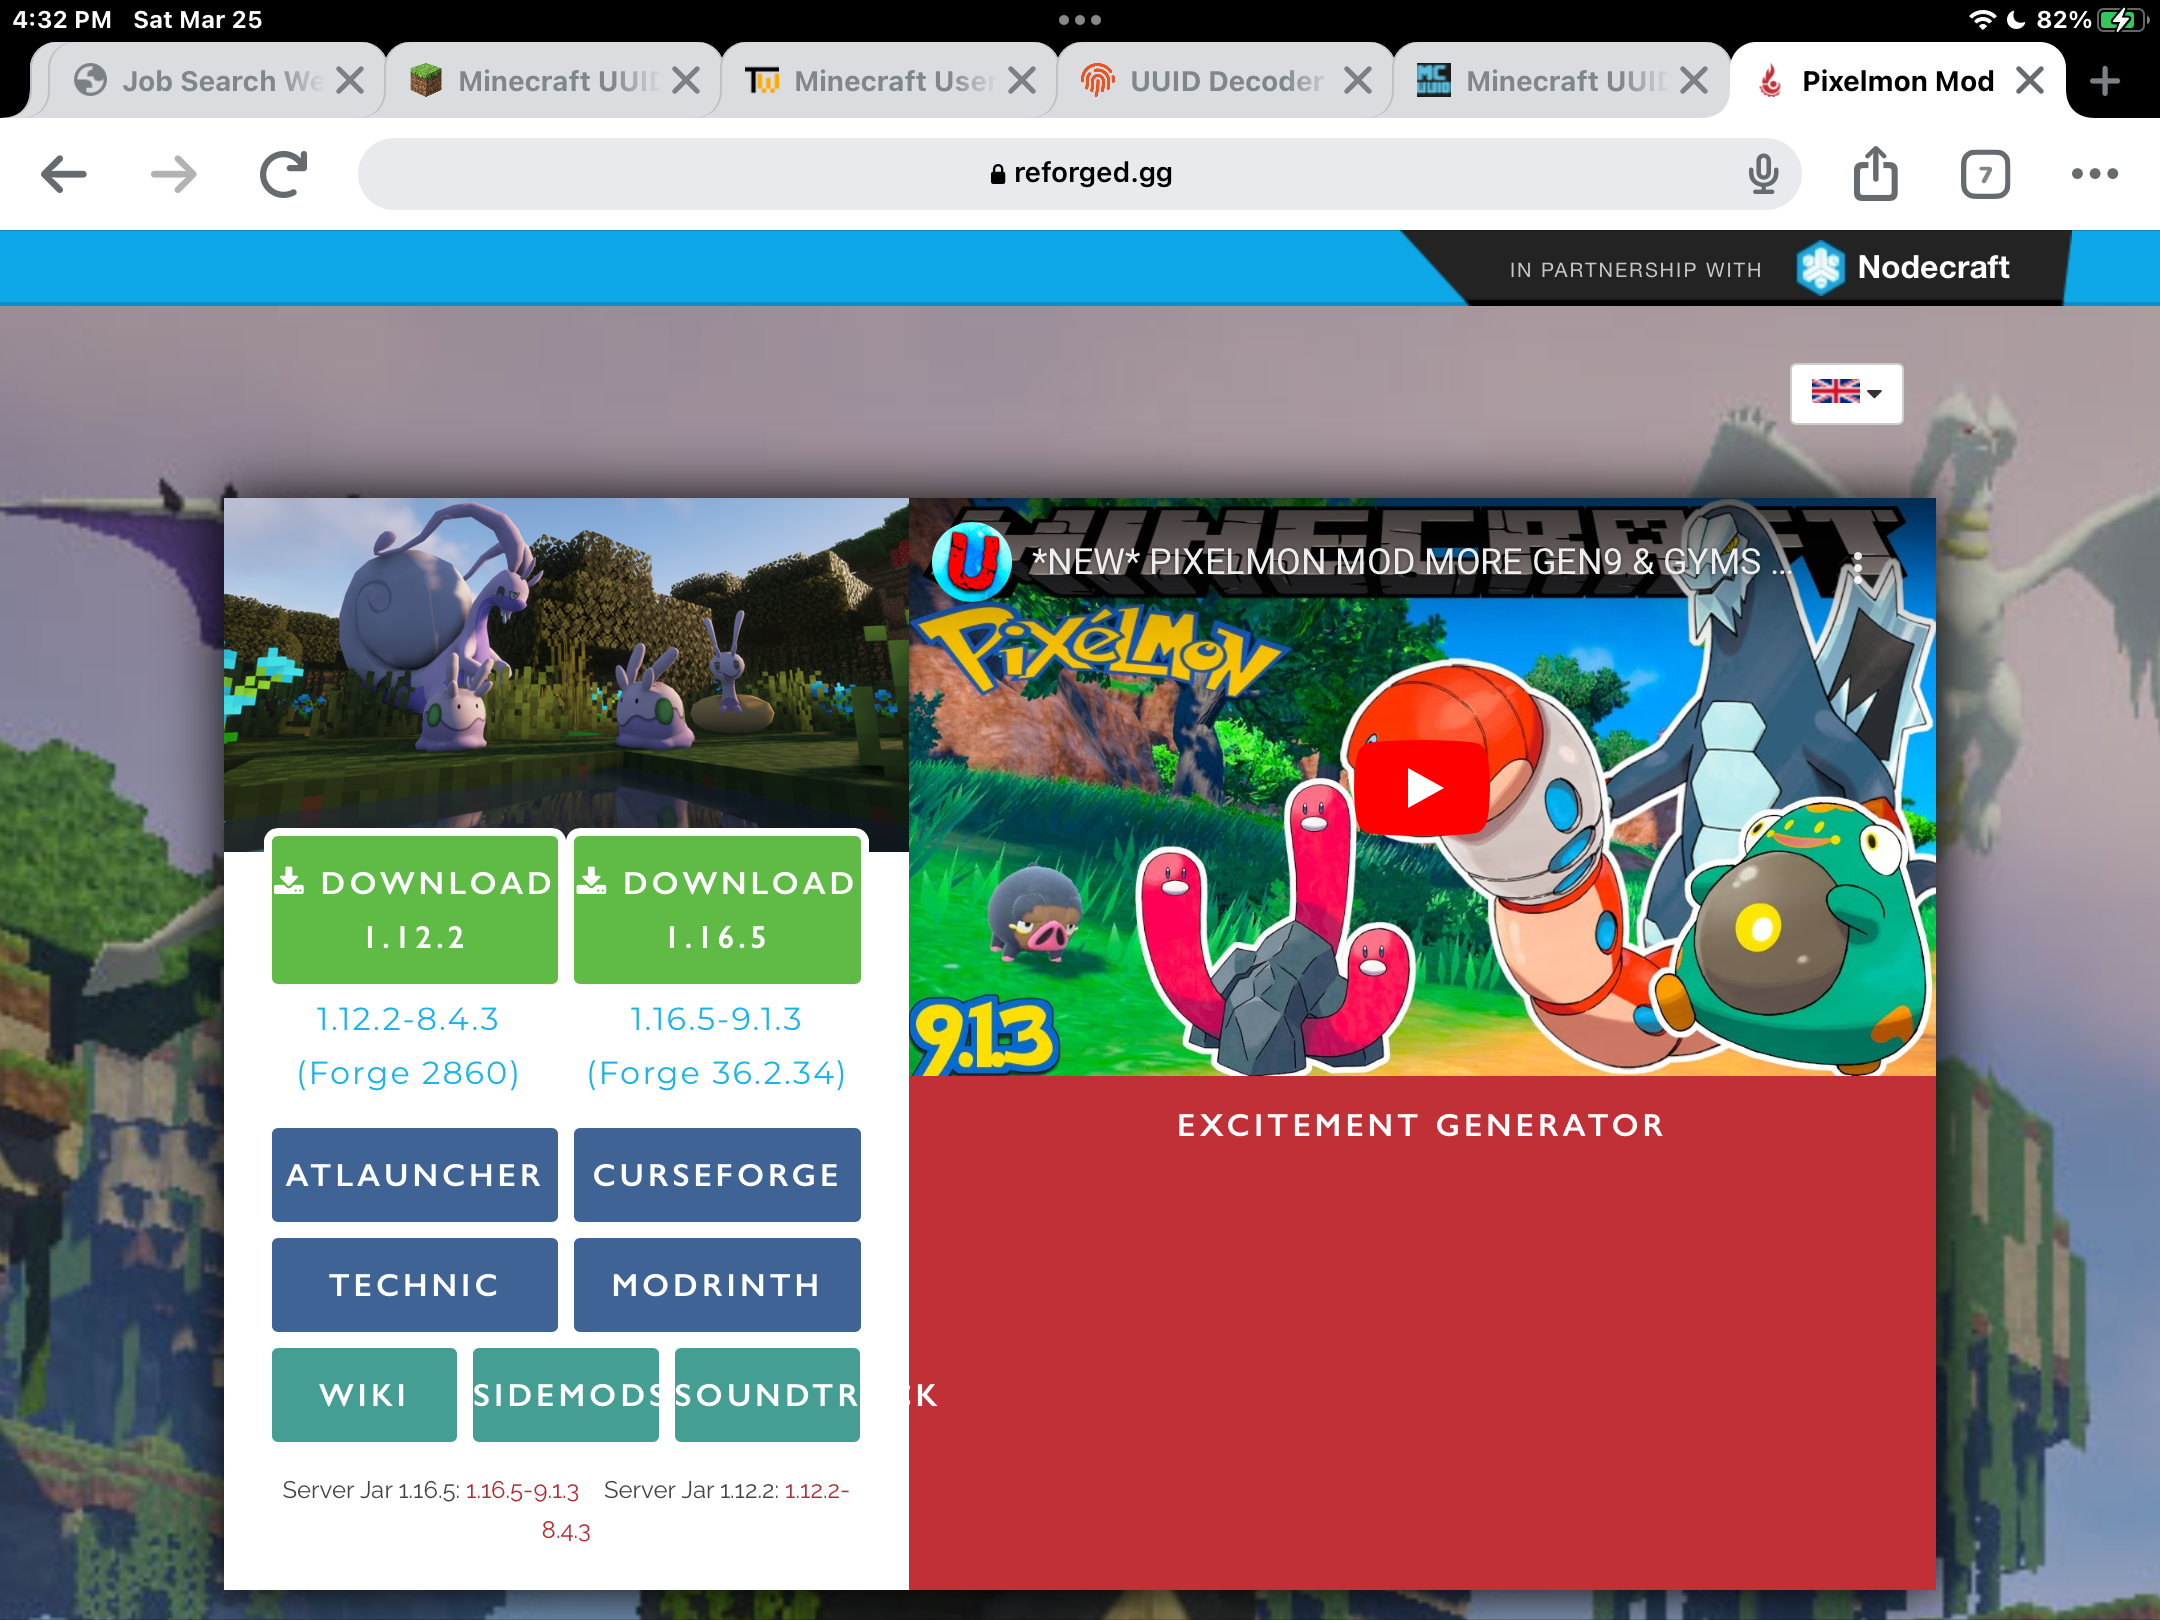 4:32 PM Sat Mar 25
82%
Job Search We
Minecraft UUI
Minecraft User
UUID Decoder
Minecraft UUI
Pixelmon Mod
reforged.gg
7
IN PARTNERSHIP WITH Nodecraft
MINECRAFT
U
*NEW* PIXELMON MOD MORE GEN9 & GYMS ...
PIXÉLMON
9.1.3
DOWNLOAD
1.12.2
DOWNLOAD
1.16.5
1.12.2-8.4.3
(Forge 2860)
1.16.5-9.1.3
(Forge 36.2.34)
EXCITEMENT GENERATOR
ATLAUNCHER
CURSEFORGE
TECHNIC
MODRINTH
WIKI
SIDEMODS
SOUNDTR CK
Server Jar 1.16.5: 1.16.5-9.1.3 Server Jar 1.12.2: 1.12.2-
8.4.3